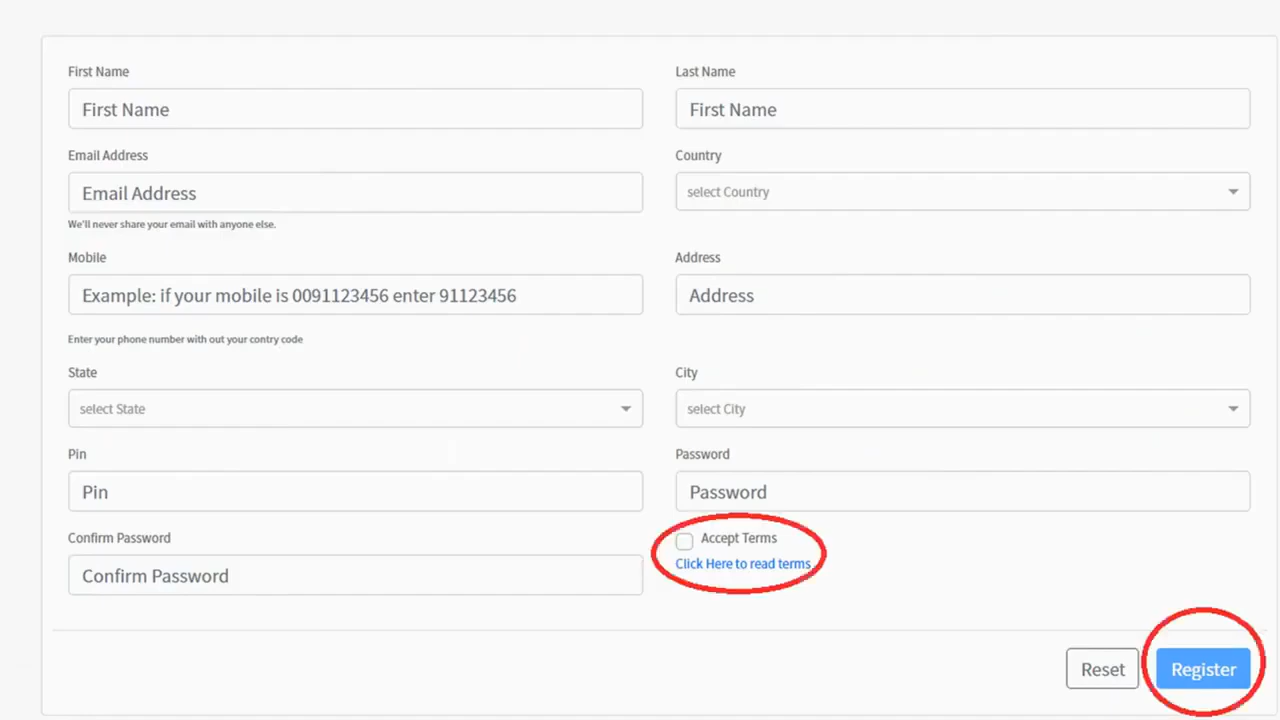 First Name
Last Name
First Name
First Name
Email Address
Country
Email Address
select Country
We'll never share your email with anyone else.
Mobile
Address
Example: if your mobile is 0091123456 enter 91123456
Address
Enter your phone number with out your contry code
State
City
select State
select City
Pin
Password
Pin
Password
Confirm Password
Accept Terms
Click Here to read terms
Confirm Password
Reset
Register